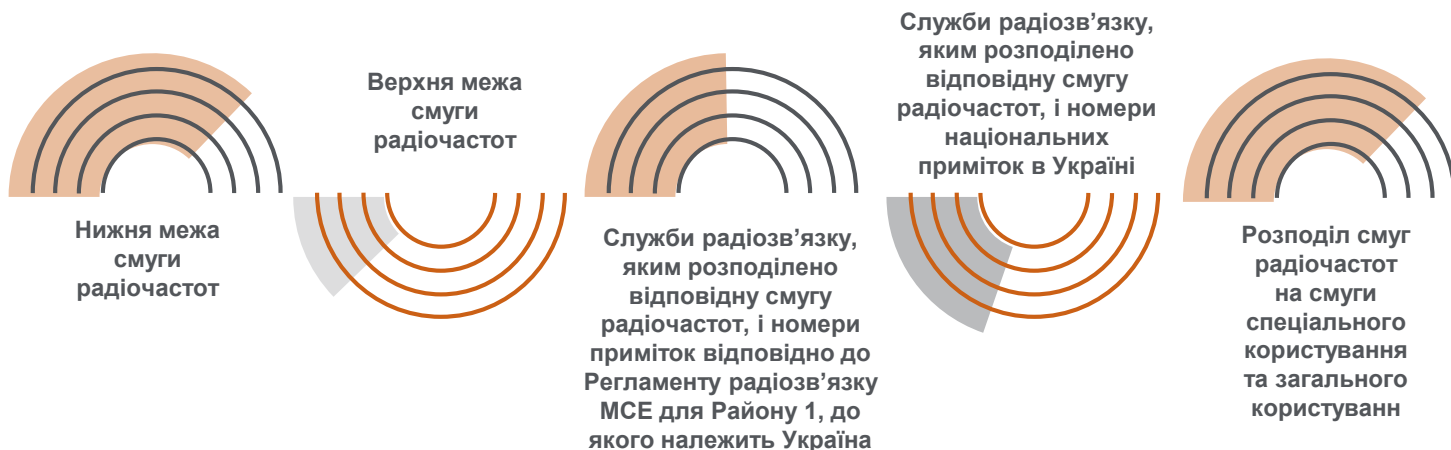 Нижня межа
смуги
радіочастот
Верхня межа
смуги
радіочастот
Служби радіозв'язку,
яким розподілено
відповідну смугу
радіочастот, і номери
приміток відповідно до
Регламенту радіозв'язку
МСЕ для Району 1, до
якого належить Україна
Служби радіозв'язку,
яким розподілено
відповідну смугу
радіочастот, і номери
національних
приміток в Україні
Розподіл смуг
радіочастот
на смуги
спеціального
користування
та загального
користуванн